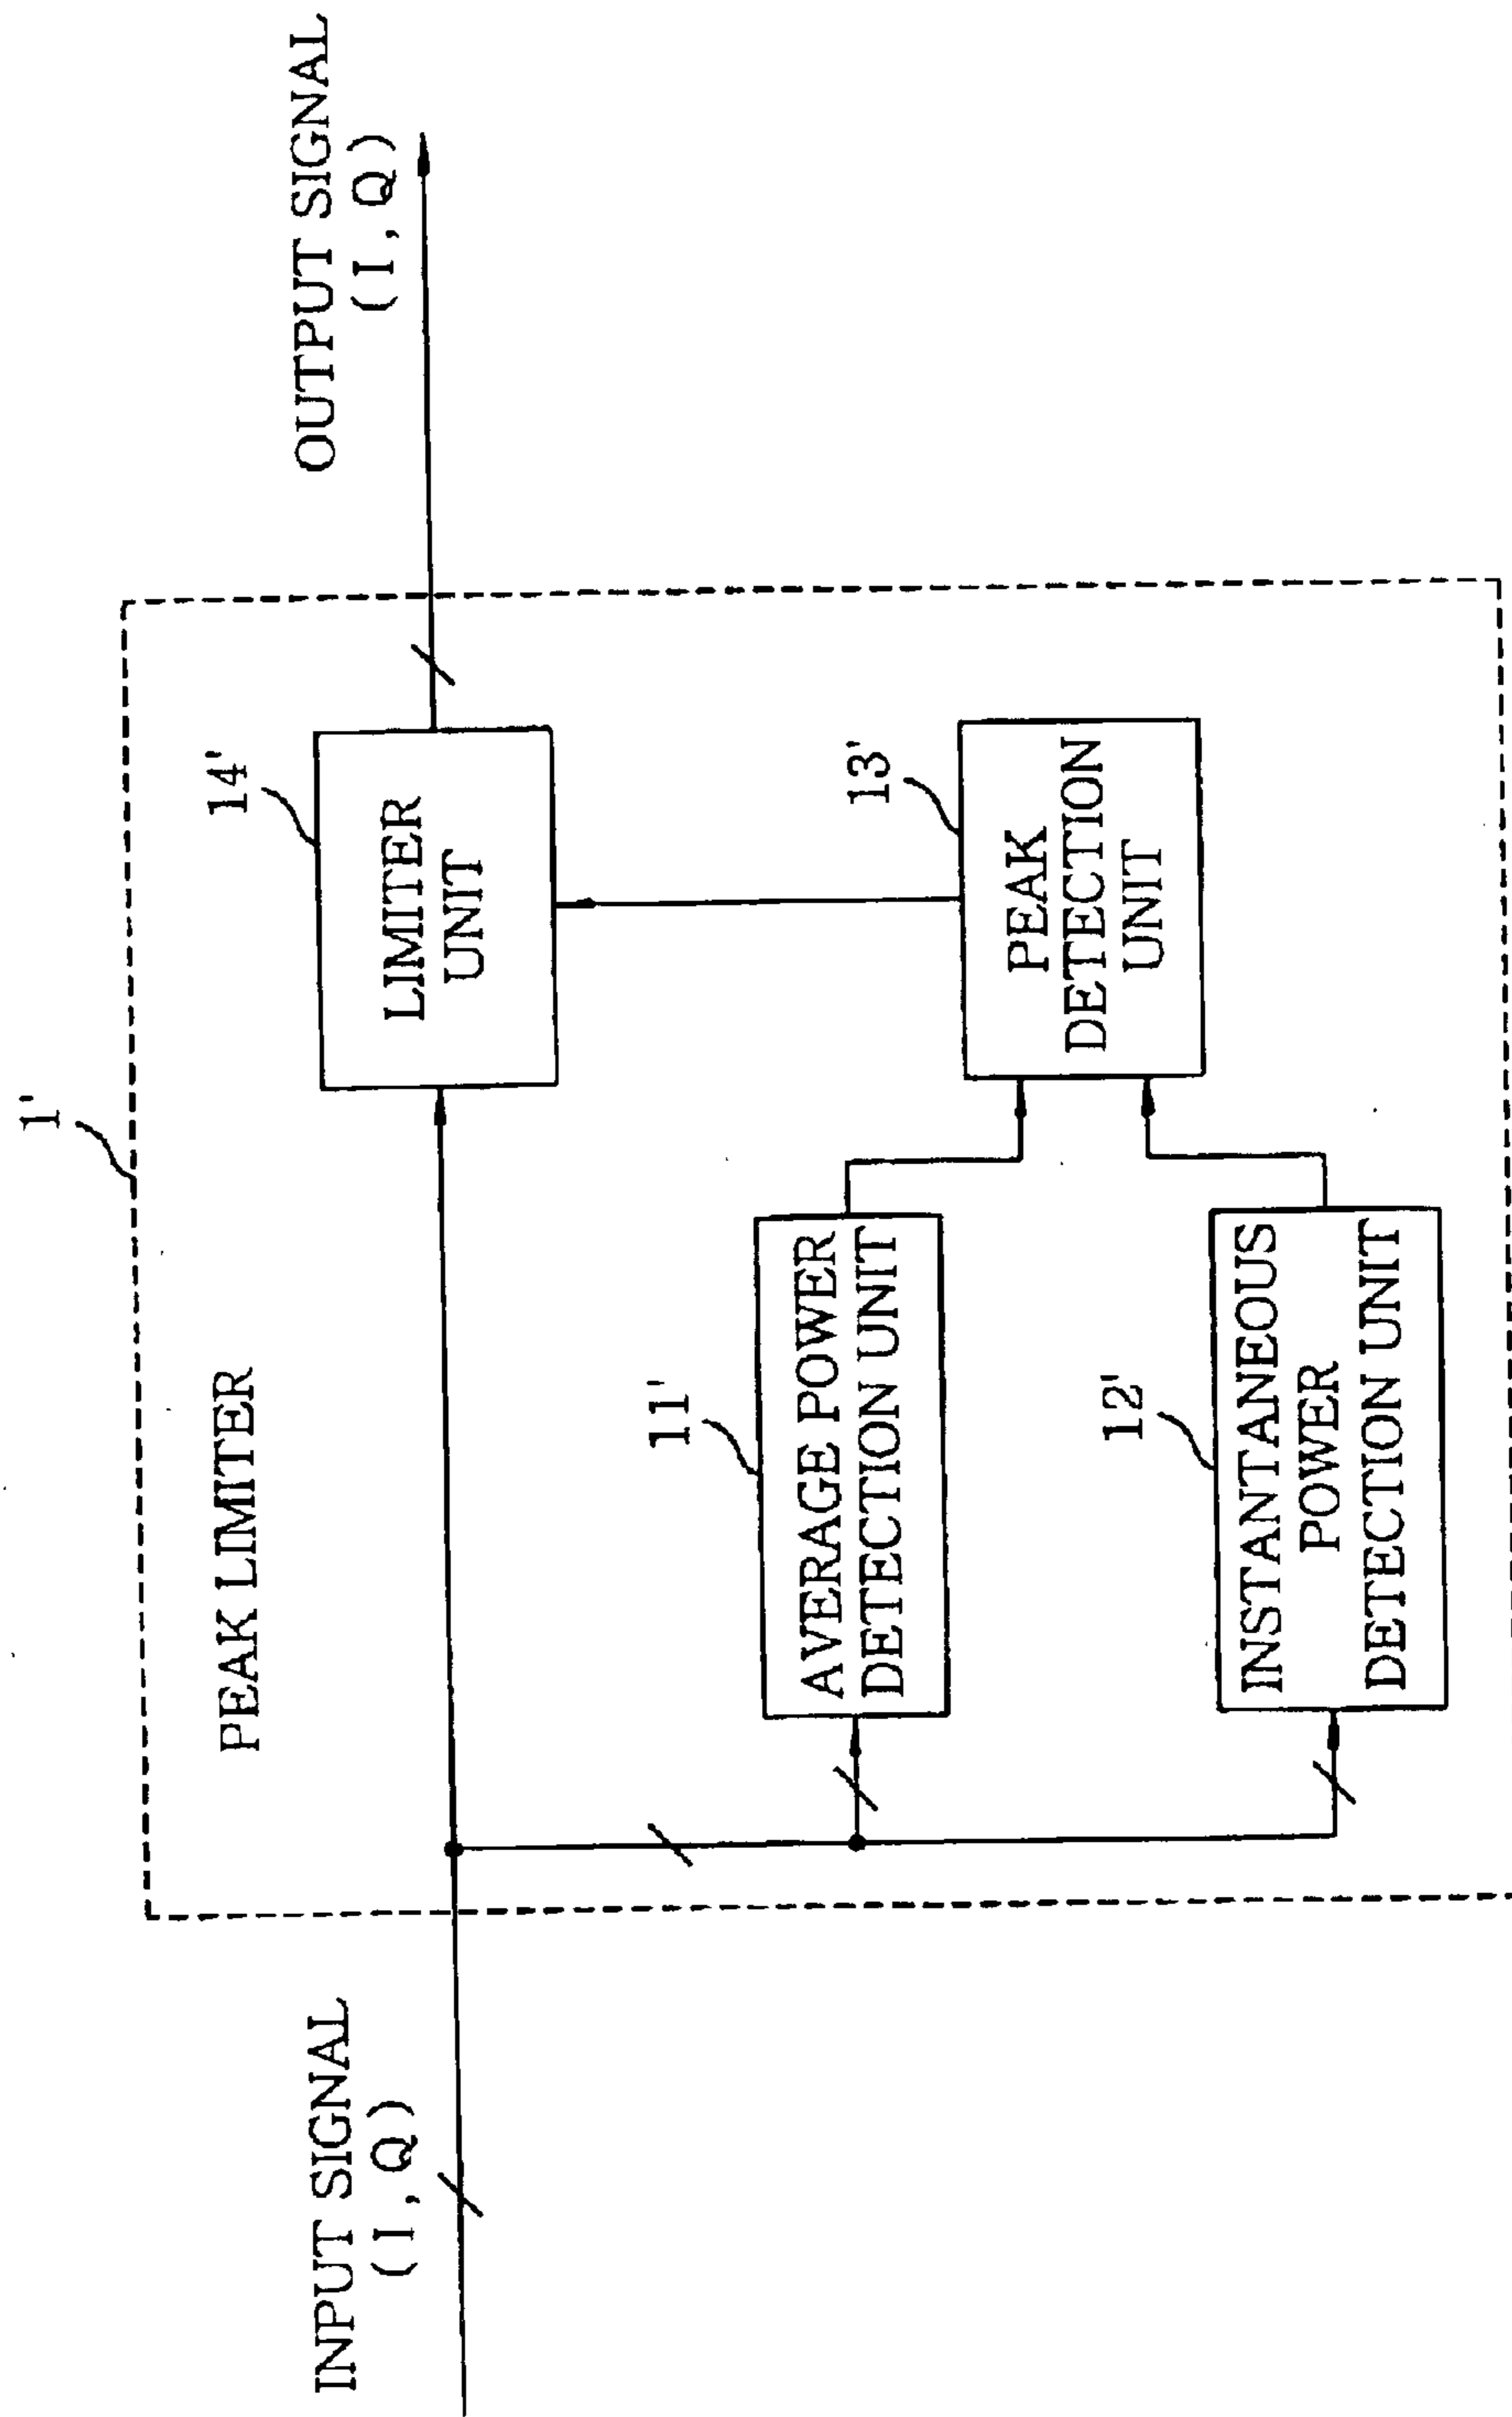 1'
PEAK LIMITER
INPUT SIGNAL
(I, Q)
14'
LIMITER
UNIT
OUTPUT SIGNAL
(I, Q)
11'
AVERAGE POWER
DETECTION UNIT
13'
PEAK
DETECTION
UNIT
12'
INSTANTANEOUS
POWER
DETECTION UNIT